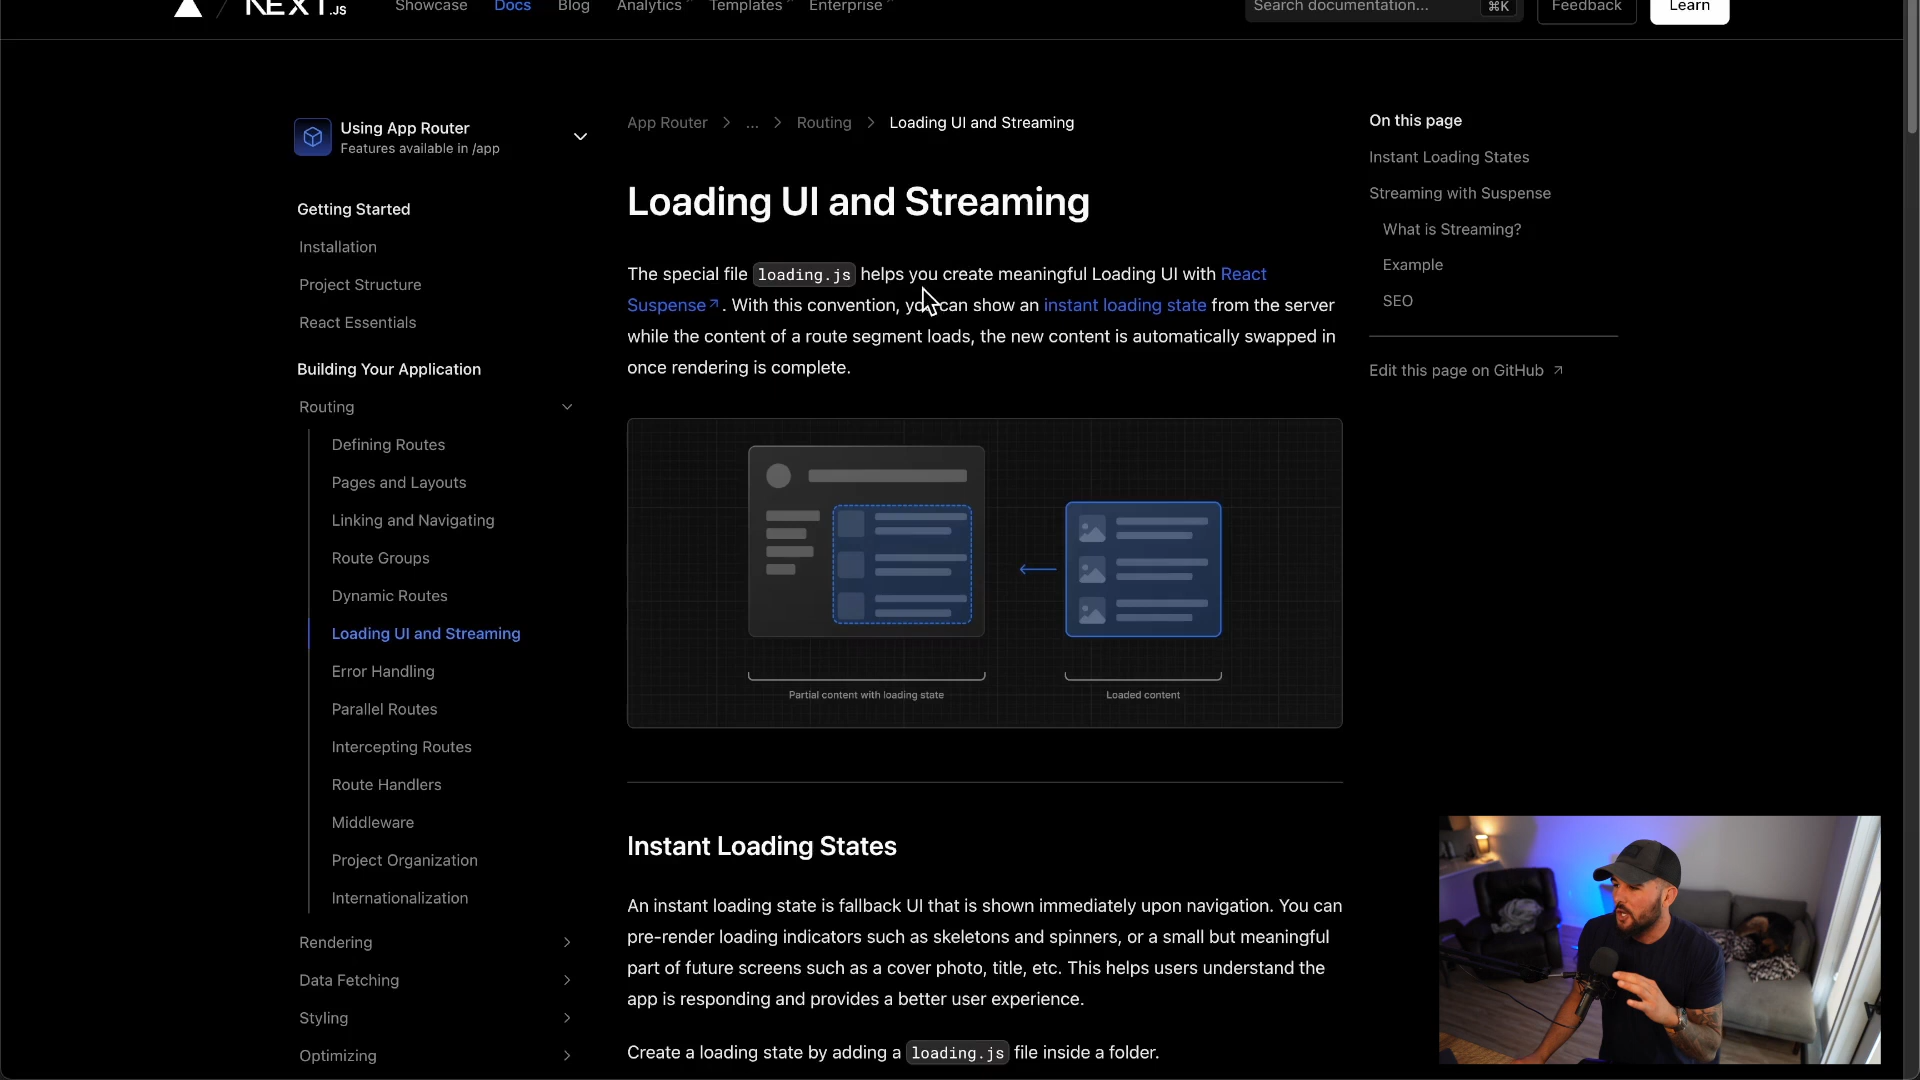 NEXT.JS
Showcase
Docs
Blog
Analytics
Templates
Enterprise
Search documentation...
⌘K
Feedback
Learn
Using App Router
Features available in /app
Getting Started
Installation
Project Structure
React Essentials
Building Your Application
Routing
Defining Routes
Pages and Layouts
Linking and Navigating
Route Groups
Dynamic Routes
Loading UI and Streaming
Error Handling
Parallel Routes
Intercepting Routes
Route Handlers
Middleware
Project Organization
Internationalization
Rendering
Data Fetching
Styling
Optimizing
App Router > ... > Routing > Loading UI and Streaming
Loading UI and Streaming
The special file loading.js helps you create meaningful Loading UI with React
Suspense↗. With this convention, you can show an instant loading state from the server
while the content of a route segment loads, the new content is automatically swapped in
once rendering is complete.
Partial content with loading state
Loaded content
Instant Loading States
An instant loading state is fallback UI that is shown immediately upon navigation. You can
pre-render loading indicators such as skeletons and spinners, or a small but meaningful
part of future screens such as a cover photo, title, etc. This helps users understand the
app is responding and provides a better user experience.
Create a loading state by adding a loading.js file inside a folder.
On this page
Instant Loading States
Streaming with Suspense
What is Streaming?
Example
SEO
Edit this page on GitHub ↗